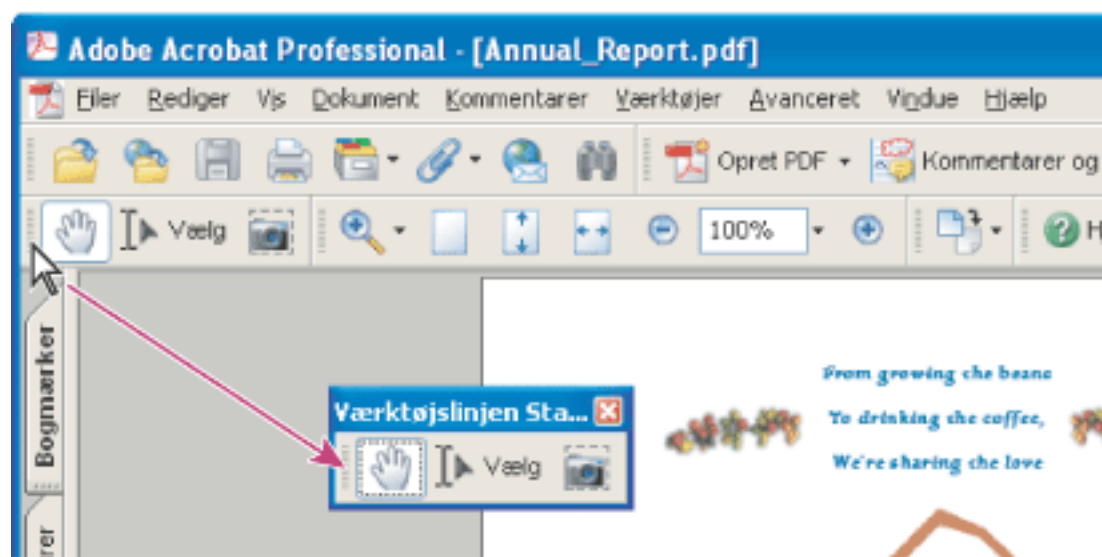 Adobe Acrobat Professional - [Annual_Report.pdf]
Filer Rediger Vis Dokument Kommentarer Værktøjer Avanceret Vindue Hjælp
Opret PDF Kommentarer og
Vælg 100% H
Bogmærker
Værktøjslinjen Sta...
Vælg
From growing the beans
To drinking the coffee,
We're sharing the love
rer